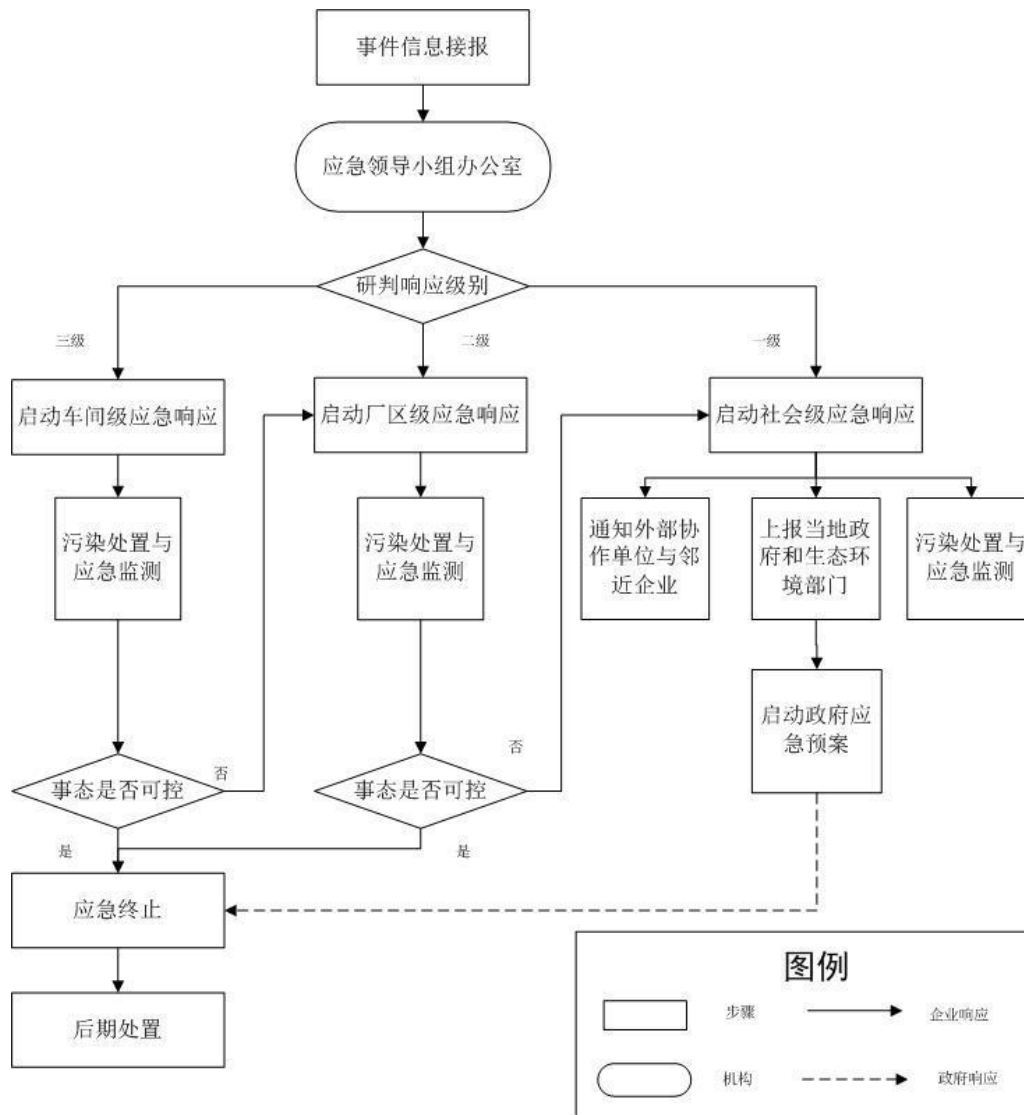 事件信息接报
应急领导小组办公室
研判响应级别
三级
二级
一级
启动车间级应急响应
启动厂区级应急响应
启动社会级应急响应
污染处置与
应急监测
污染处置与
应急监测
通知外部协
作单位与邻
近企业
上报当地政
府和生态环
境部门
污染处置与
应急监测
启动政府应
急预案
事态是否可控
否
事态是否可控
否
是
是
应急终止
后期处置
图例
步骤
企业响应
机构
政府响应